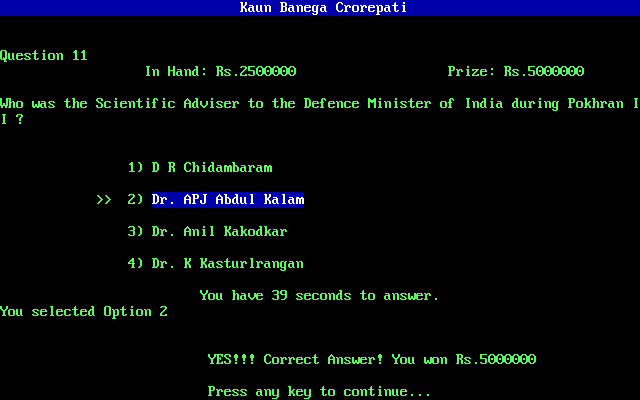 Kaun Banega Crorepati
Question 11
In Hand: Rs.2500000 Prize: Rs.5000000
Who was the Scientific Adviser to the Defence Minister of India during Pokhran I
I ?
1) D R Chidambaram
>> 2) Dr. APJ Abdul Kalam
3) Dr. Anil Kakodkar
4) Dr. K Kasturlrangan
You have 39 seconds to answer.
You selected Option 2
YES!!! Correct Answer! You won Rs.5000000
Press any key to continue...